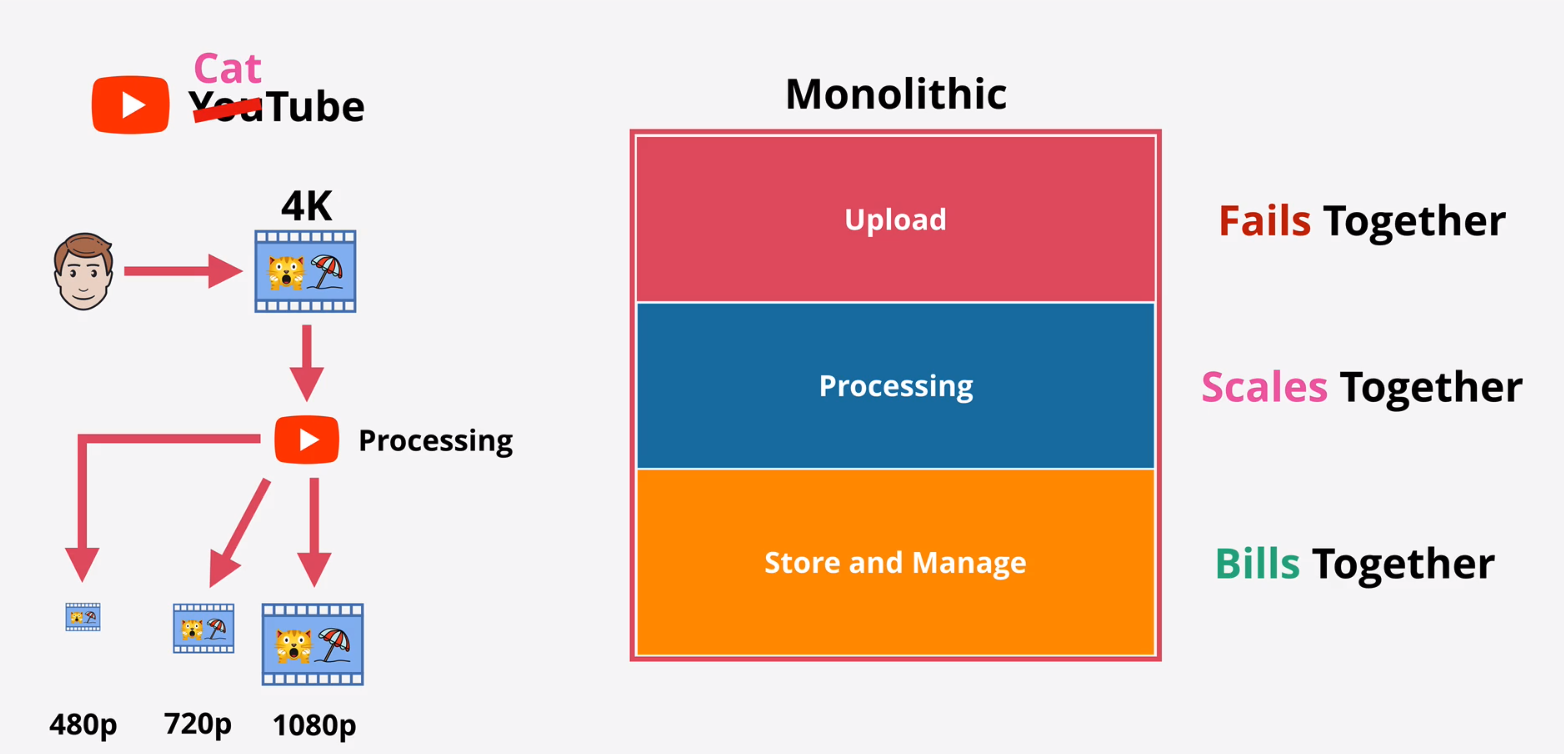 Cat
YouTube
4K
Processing
480p
720p
1080p
Monolithic
Upload
Processing
Store and Manage
Fails Together
Scales Together
Bills Together